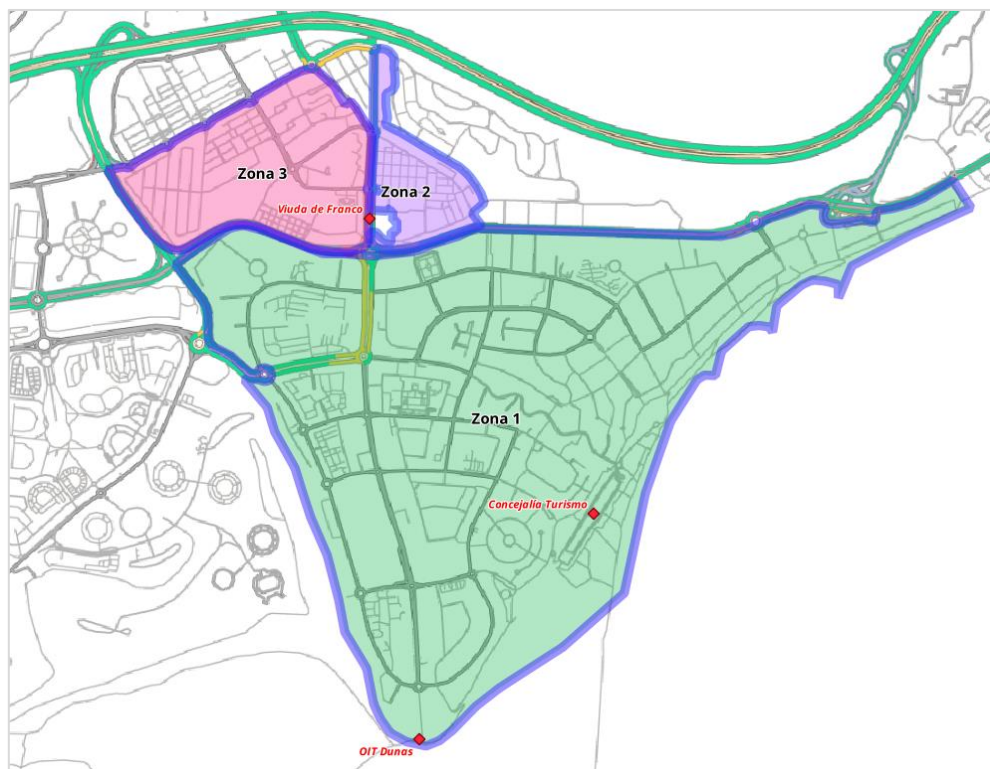 Zona 3
Zona 2
Viuda de Franco
Zona 1
Concejalía Turismo
OIT Dunas